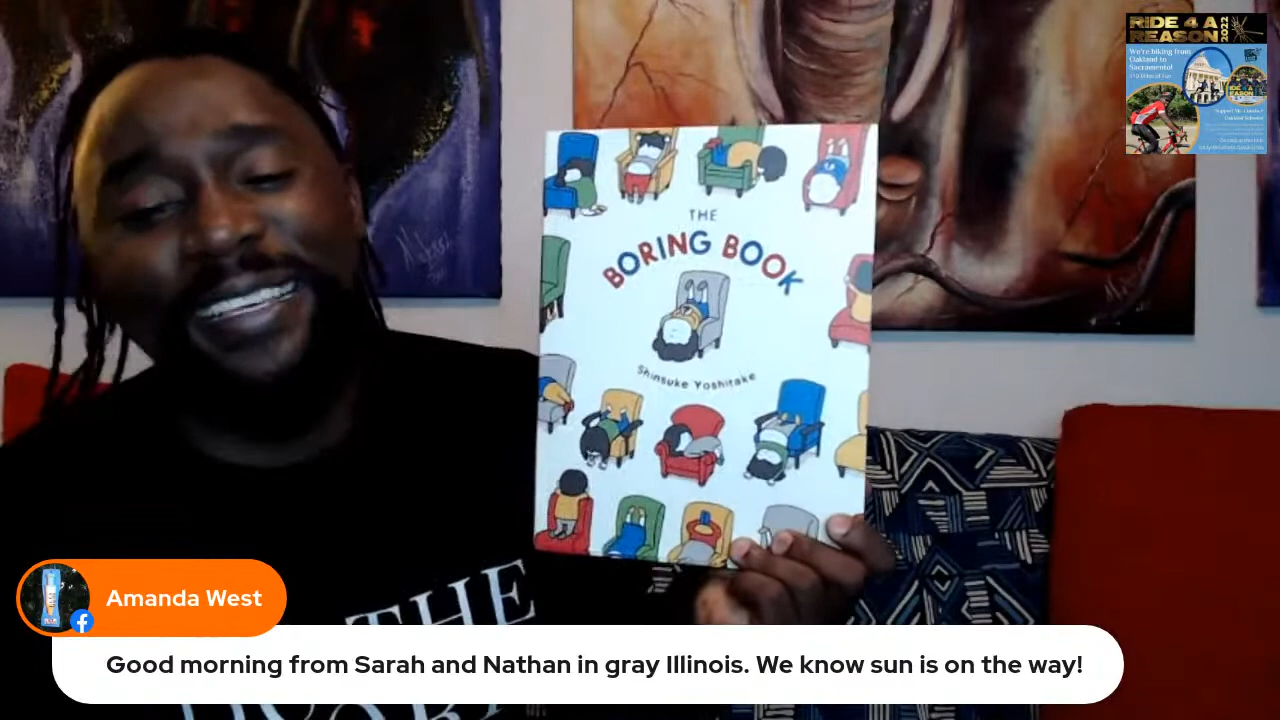 RIDE 4 A
REASON 2022
We're biking from
Oakland to
Sacramento!
THE
BORING BOOK
Shinsuke Yoshitake
THE
Amanda West
Good morning from Sarah and Nathan in gray Illinois. We know sun is on the way!